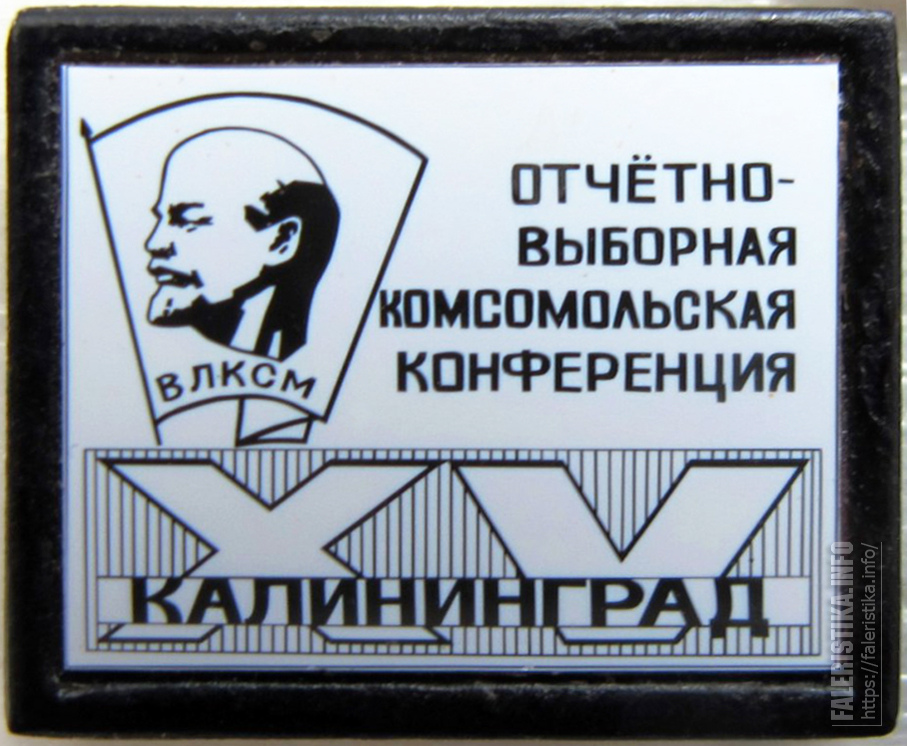 ОТЧЁТНО-
ВЫБОРНАЯ
КОМСОМОЛЬСКАЯ
КОНФЕРЕНЦИЯ
ВЛКСМ
XV
КАЛИНИНГРАД
FALERISTIKA.INFO
https://faleristika.info/